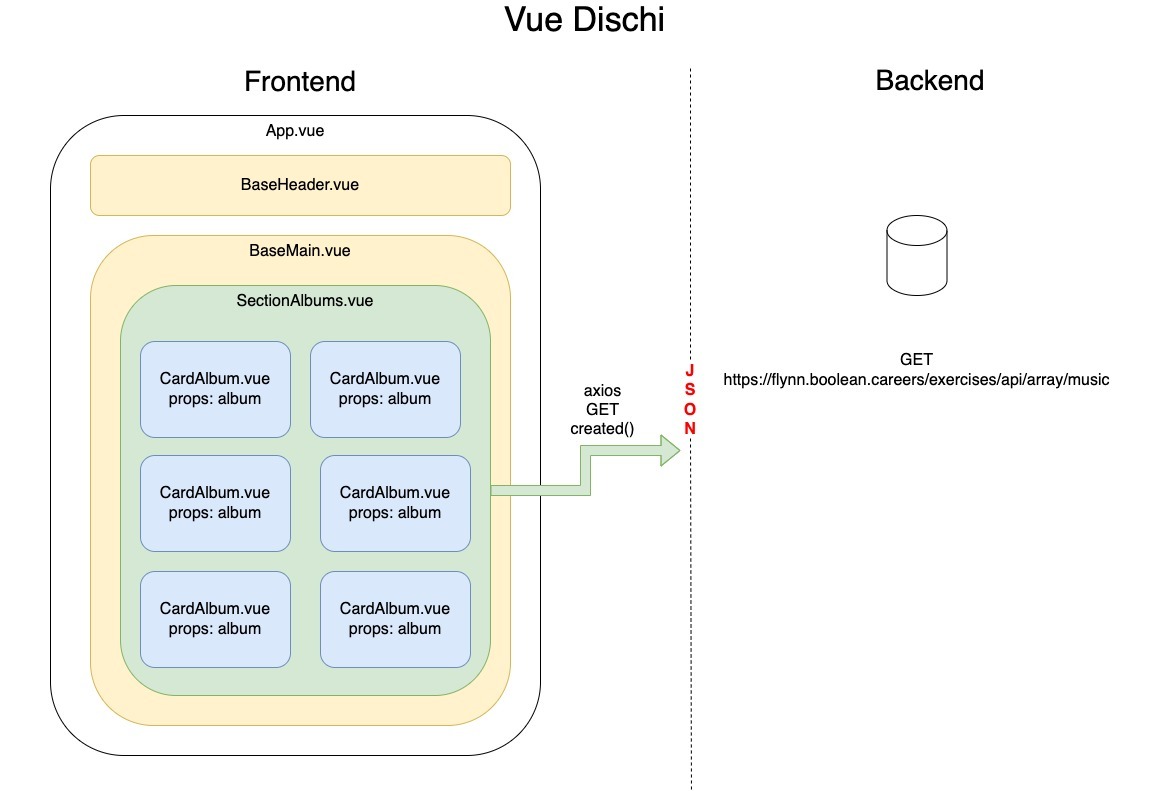 Vue Dischi
Frontend
Backend
App.vue
BaseHeader.vue
BaseMain.vue
SectionAlbums.vue
CardAlbum.vue
props: album
CardAlbum.vue
props: album
CardAlbum.vue
props: album
CardAlbum.vue
props: album
CardAlbum.vue
props: album
CardAlbum.vue
props: album
axios
GET
created()
J
S
O
N
GET
https://flynn.boolean.careers/exercises/api/array/music